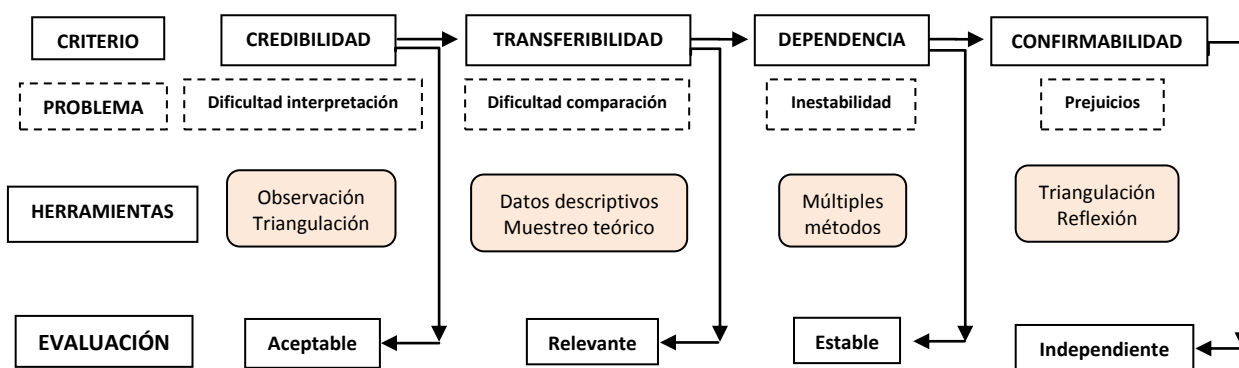 CRITERIO
CREDIBILIDAD
TRANSFERIBILIDAD
DEPENDENCIA
CONFIRMABILIDAD
PROBLEMA
Dificultad interpretación
Dificultad comparación
Inestabilidad
Prejuicios
HERRAMIENTAS
Observación
Triangulación
Datos descriptivos
Muestreo teórico
Múltiples
métodos
Triangulación
Reflexión
EVALUACIÓN
Aceptable
Relevante
Estable
Independiente